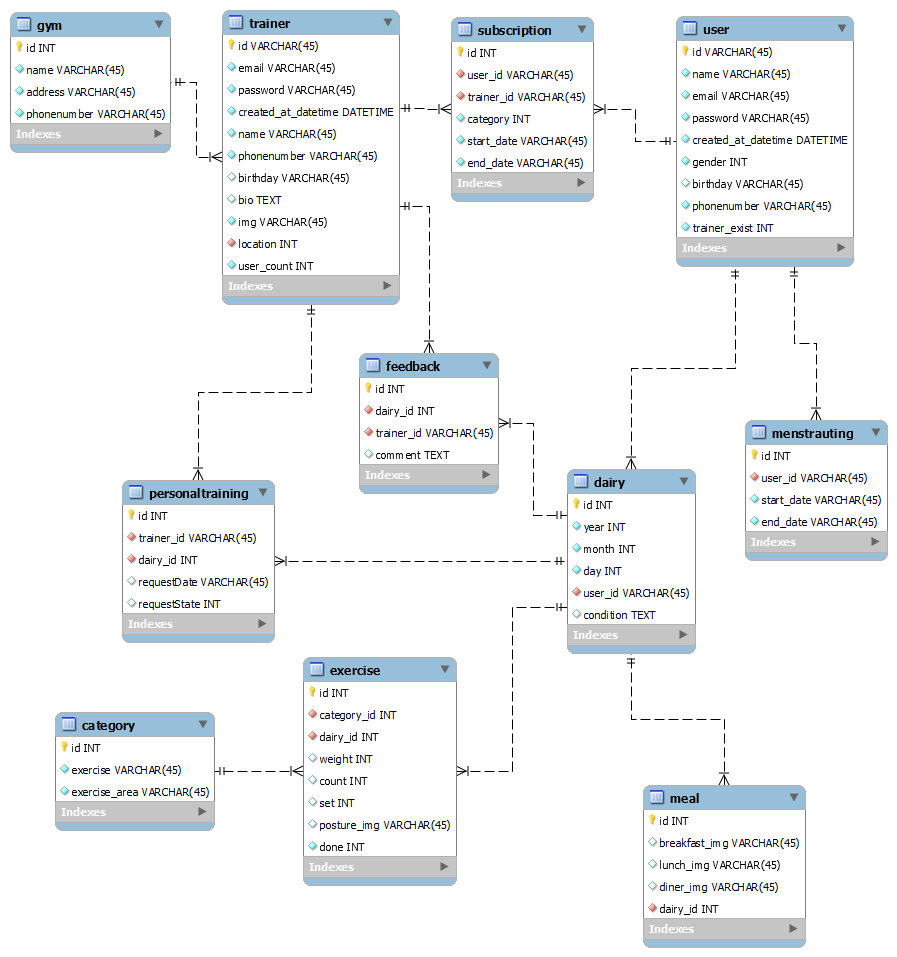 gym
id INT
name VARCHAR(45)
address VARCHAR(45)
phonenumber VARCHAR(45)
Indexes
trainer
id VARCHAR(45)
email VARCHAR(45)
password VARCHAR(45)
created_at_datetime DATETIME
name VARCHAR(45)
phonenumber VARCHAR(45)
birthday VARCHAR(45)
bio TEXT
img VARCHAR(45)
location INT
user_count INT
Indexes
subscription
id INT
user_id VARCHAR(45)
trainer_id VARCHAR(45)
category INT
start_date VARCHAR(45)
end_date VARCHAR(45)
Indexes
user
id VARCHAR(45)
name VARCHAR(45)
email VARCHAR(45)
password VARCHAR(45)
created_at_datetime DATETIME
gender INT
birthday VARCHAR(45)
phonenumber VARCHAR(45)
trainer_exist INT
Indexes
feedback
id INT
dairy_id INT
trainer_id VARCHAR(45)
comment TEXT
Indexes
menstrauting
id INT
user_id VARCHAR(45)
start_date VARCHAR(45)
end_date VARCHAR(45)
Indexes
personaltraining
id INT
trainer_id VARCHAR(45)
dairy_id INT
requestDate VARCHAR(45)
requestState INT
Indexes
dairy
id INT
year INT
month INT
day INT
user_id VARCHAR(45)
condition TEXT
Indexes
exercise
id INT
category_id INT
dairy_id INT
weight INT
count INT
set INT
posture_img VARCHAR(45)
done INT
Indexes
category
id INT
exercise VARCHAR(45)
exercise_area VARCHAR(45)
Indexes
meal
id INT
breakfast_img VARCHAR(45)
lunch_img VARCHAR(45)
diner_img VARCHAR(45)
dairy_id INT
Indexes